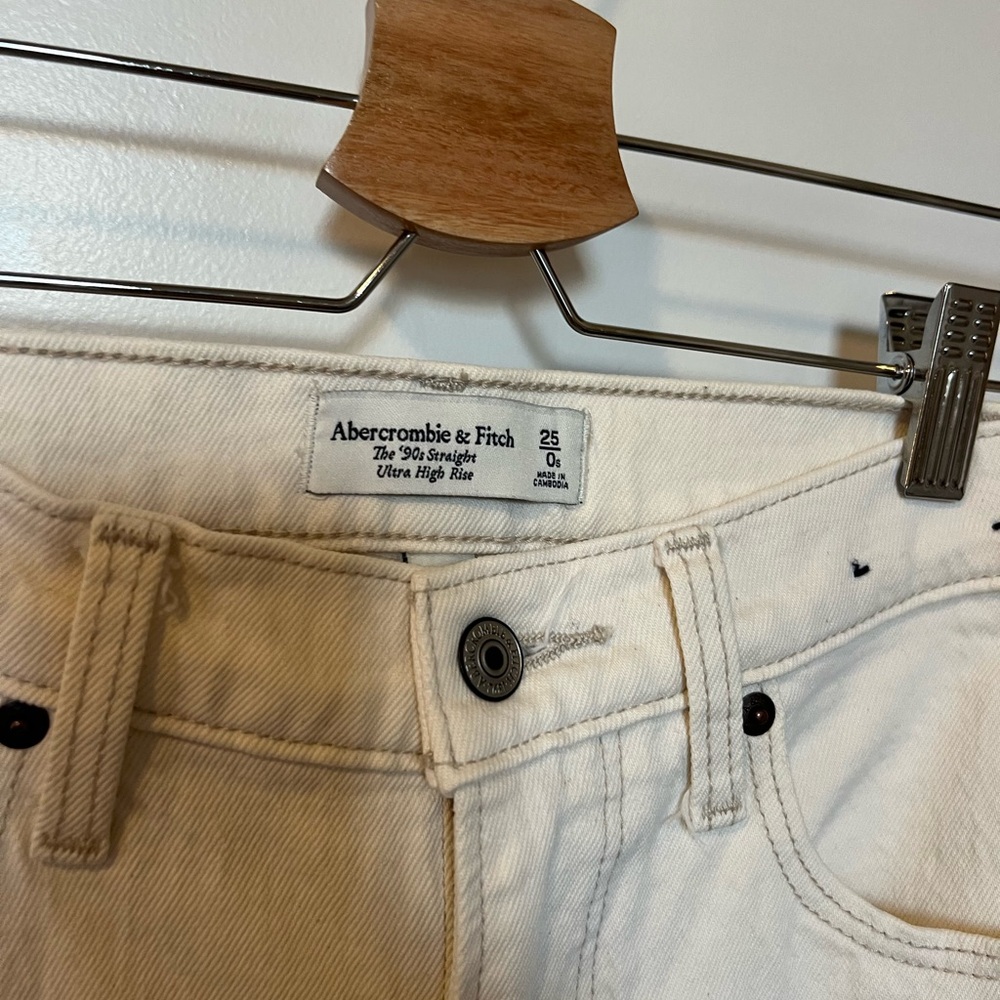 Abercrombie & Fitch
The '90s Straight
Ultra High Rise
25
0s
MADE IN
CAMBODIA